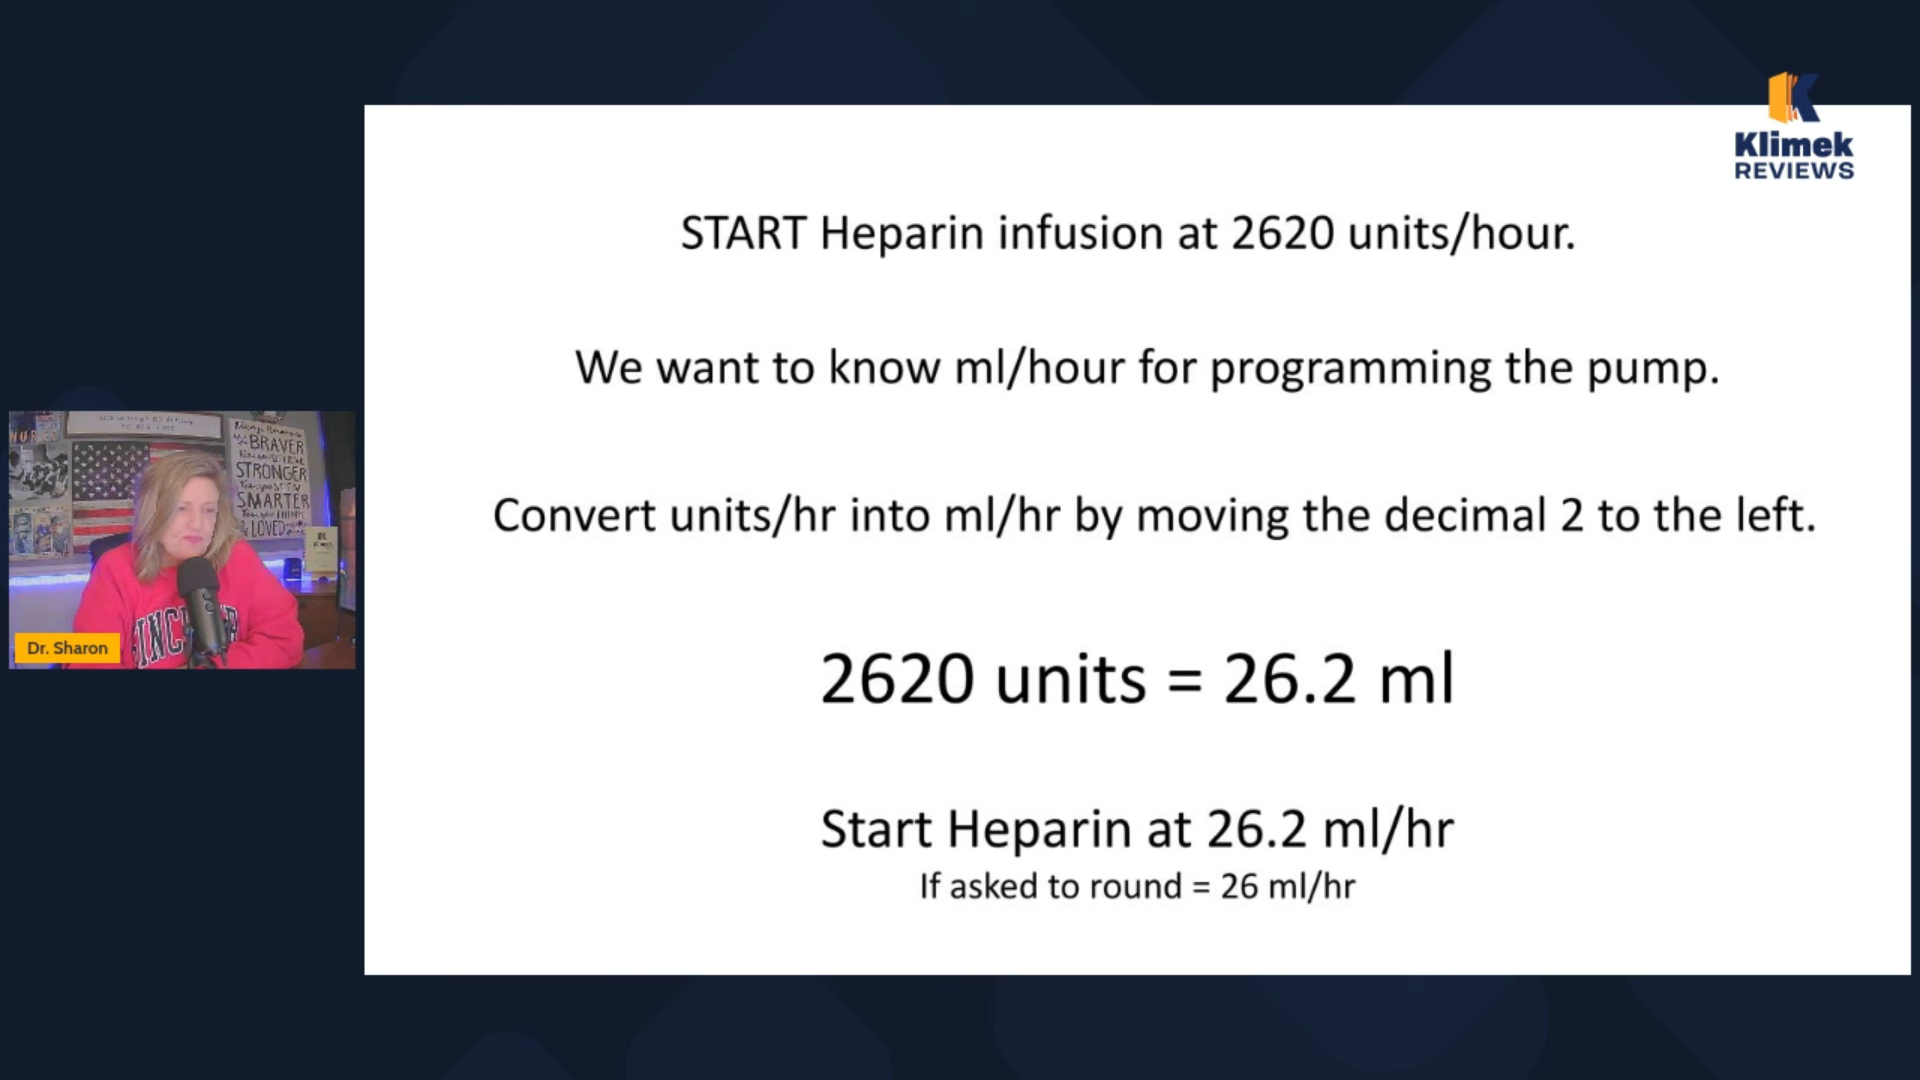 Klimek
REVIEWS
START Heparin infusion at 2620 units/hour.
We want to know ml/hour for programming the pump.
Convert units/hr into ml/hr by moving the decimal 2 to the left.
2620 units = 26.2 ml
Start Heparin at 26.2 ml/hr
If asked to round = 26 ml/hr
NUR
BRAVER
STRONGER
SMARTER
THINK
& LOVED
Dr. Sharon